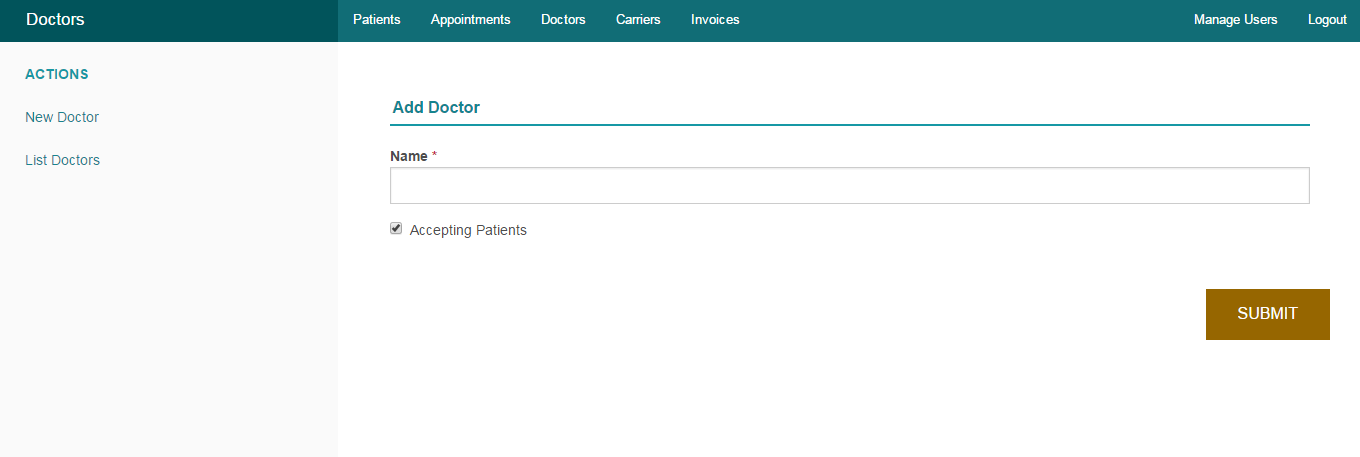 Doctors Patients Appointments Doctors Carriers Invoices Manage Users Logout
ACTIONS
New Doctor
List Doctors
Add Doctor
Name *
Accepting Patients
SUBMIT